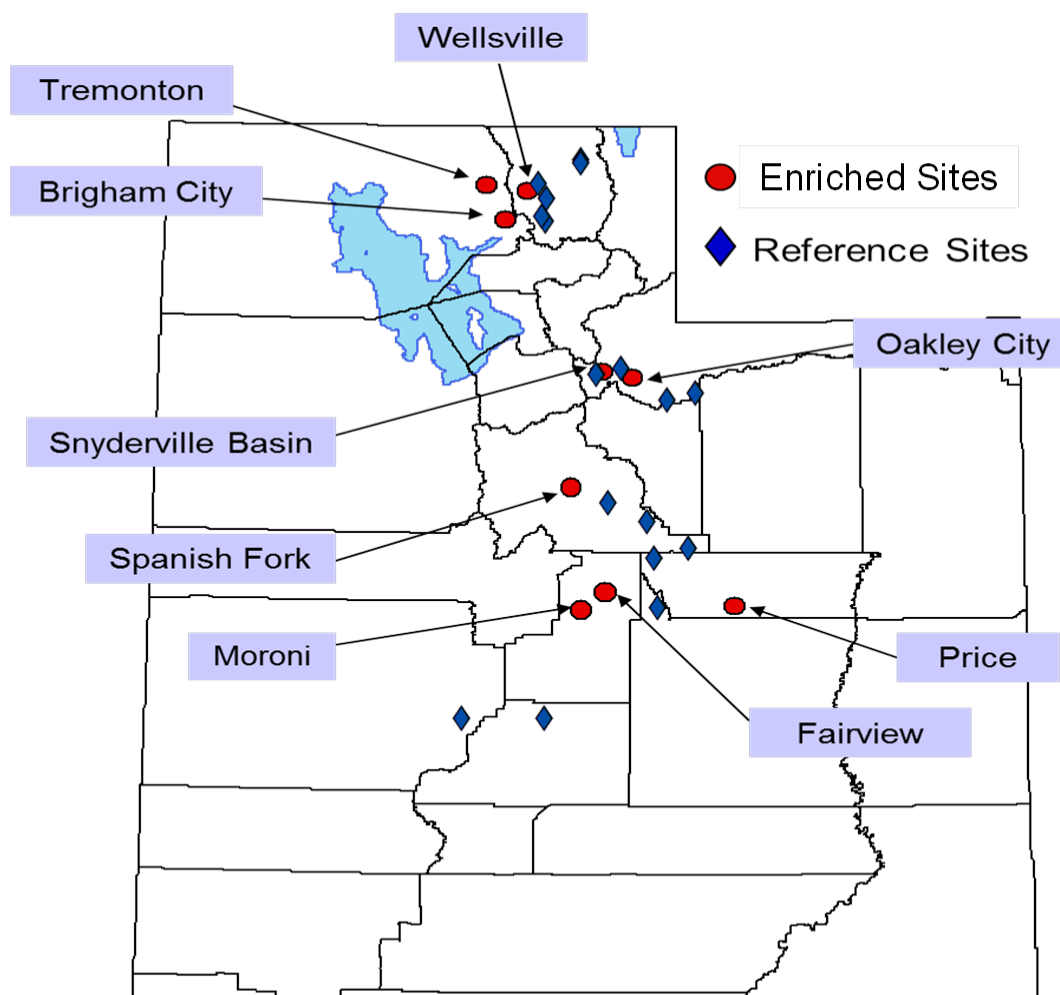 Wellsville
Tremonton
Brigham City
Enriched Sites
Reference Sites
Oakley City
Snyderville Basin
Spanish Fork
Moroni
Price
Fairview